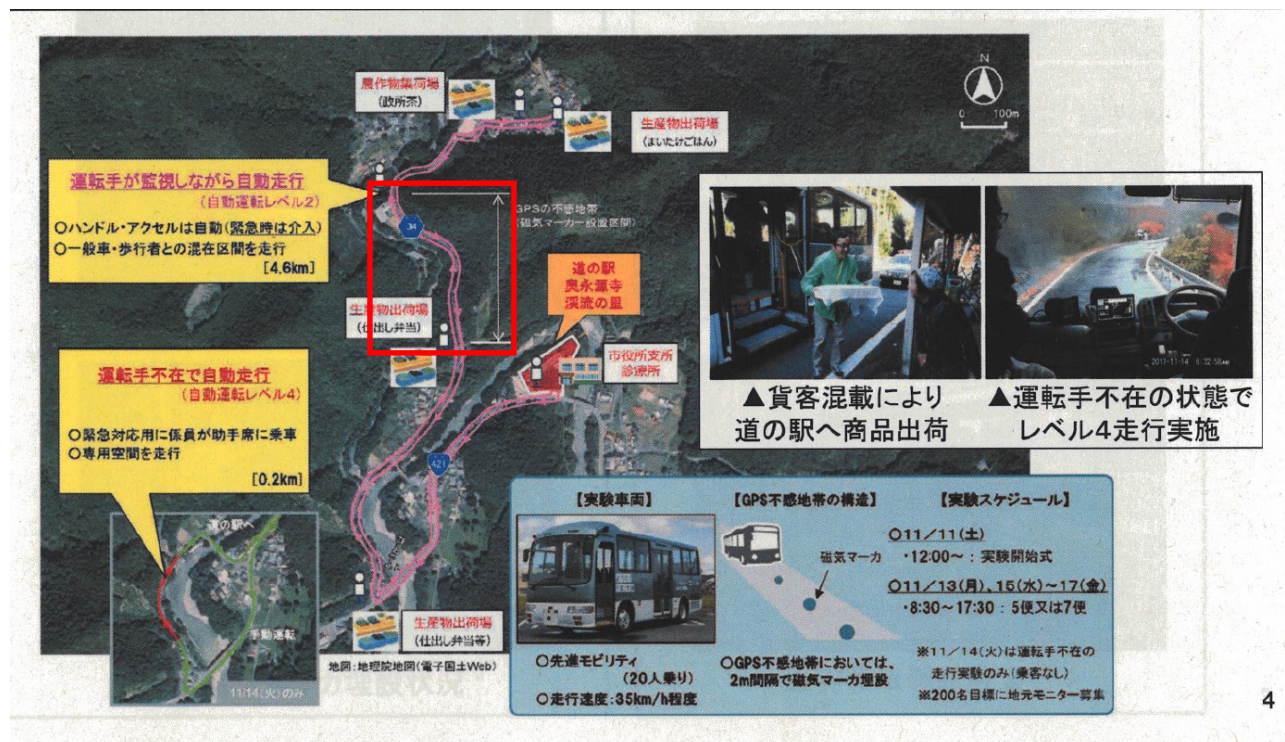 農作物集荷場
(政所茶)
生産物出荷場
(まいたけごはん)
N
0 100m
運転手が監視しながら自動走行
(自動運転レベル2)
○ハンドル・アクセルは自動(緊急時は介入)
○一般車・歩行者との混在区間を走行
[4.6km]
34
GPSの不感地帯
(磁気マーカー設置区間)
道の駅
奥永源寺
渓流の里
生産物出荷場
(仕出し弁当)
市役所支所
診療所
運転手不在で自動走行
(自動運転レベル4)
○緊急対応用に係員が助手席に乗車
○専用空間を走行
[0.2km]
421
道の駅へ
手動運転
11/14(火)のみ
生産物出荷場
(仕出し弁当等)
地図:地理院地図(電子国土Web)
2017-11-14
▲貨客混載により
道の駅へ商品出荷
▲運転手不在の状態で
レベル4走行実施
【実験車両】
○先進モビリティ
(20人乗り)
○走行速度:35km/h程度
【GPS不感地帯の構造】
磁気マーカ
○GPS不感地帯においては、
2m間隔で磁気マーカ埋設
【実験スケジュール】
○11/11(土)
・12:00~:実験開始式
○11/13(月)、15(水)~17(金)
・8:30~17:30:5便又は7便
※11/14(火)は運転手不在の
走行実験のみ(乗客なし)
※200名目標に地元モニター募集
4